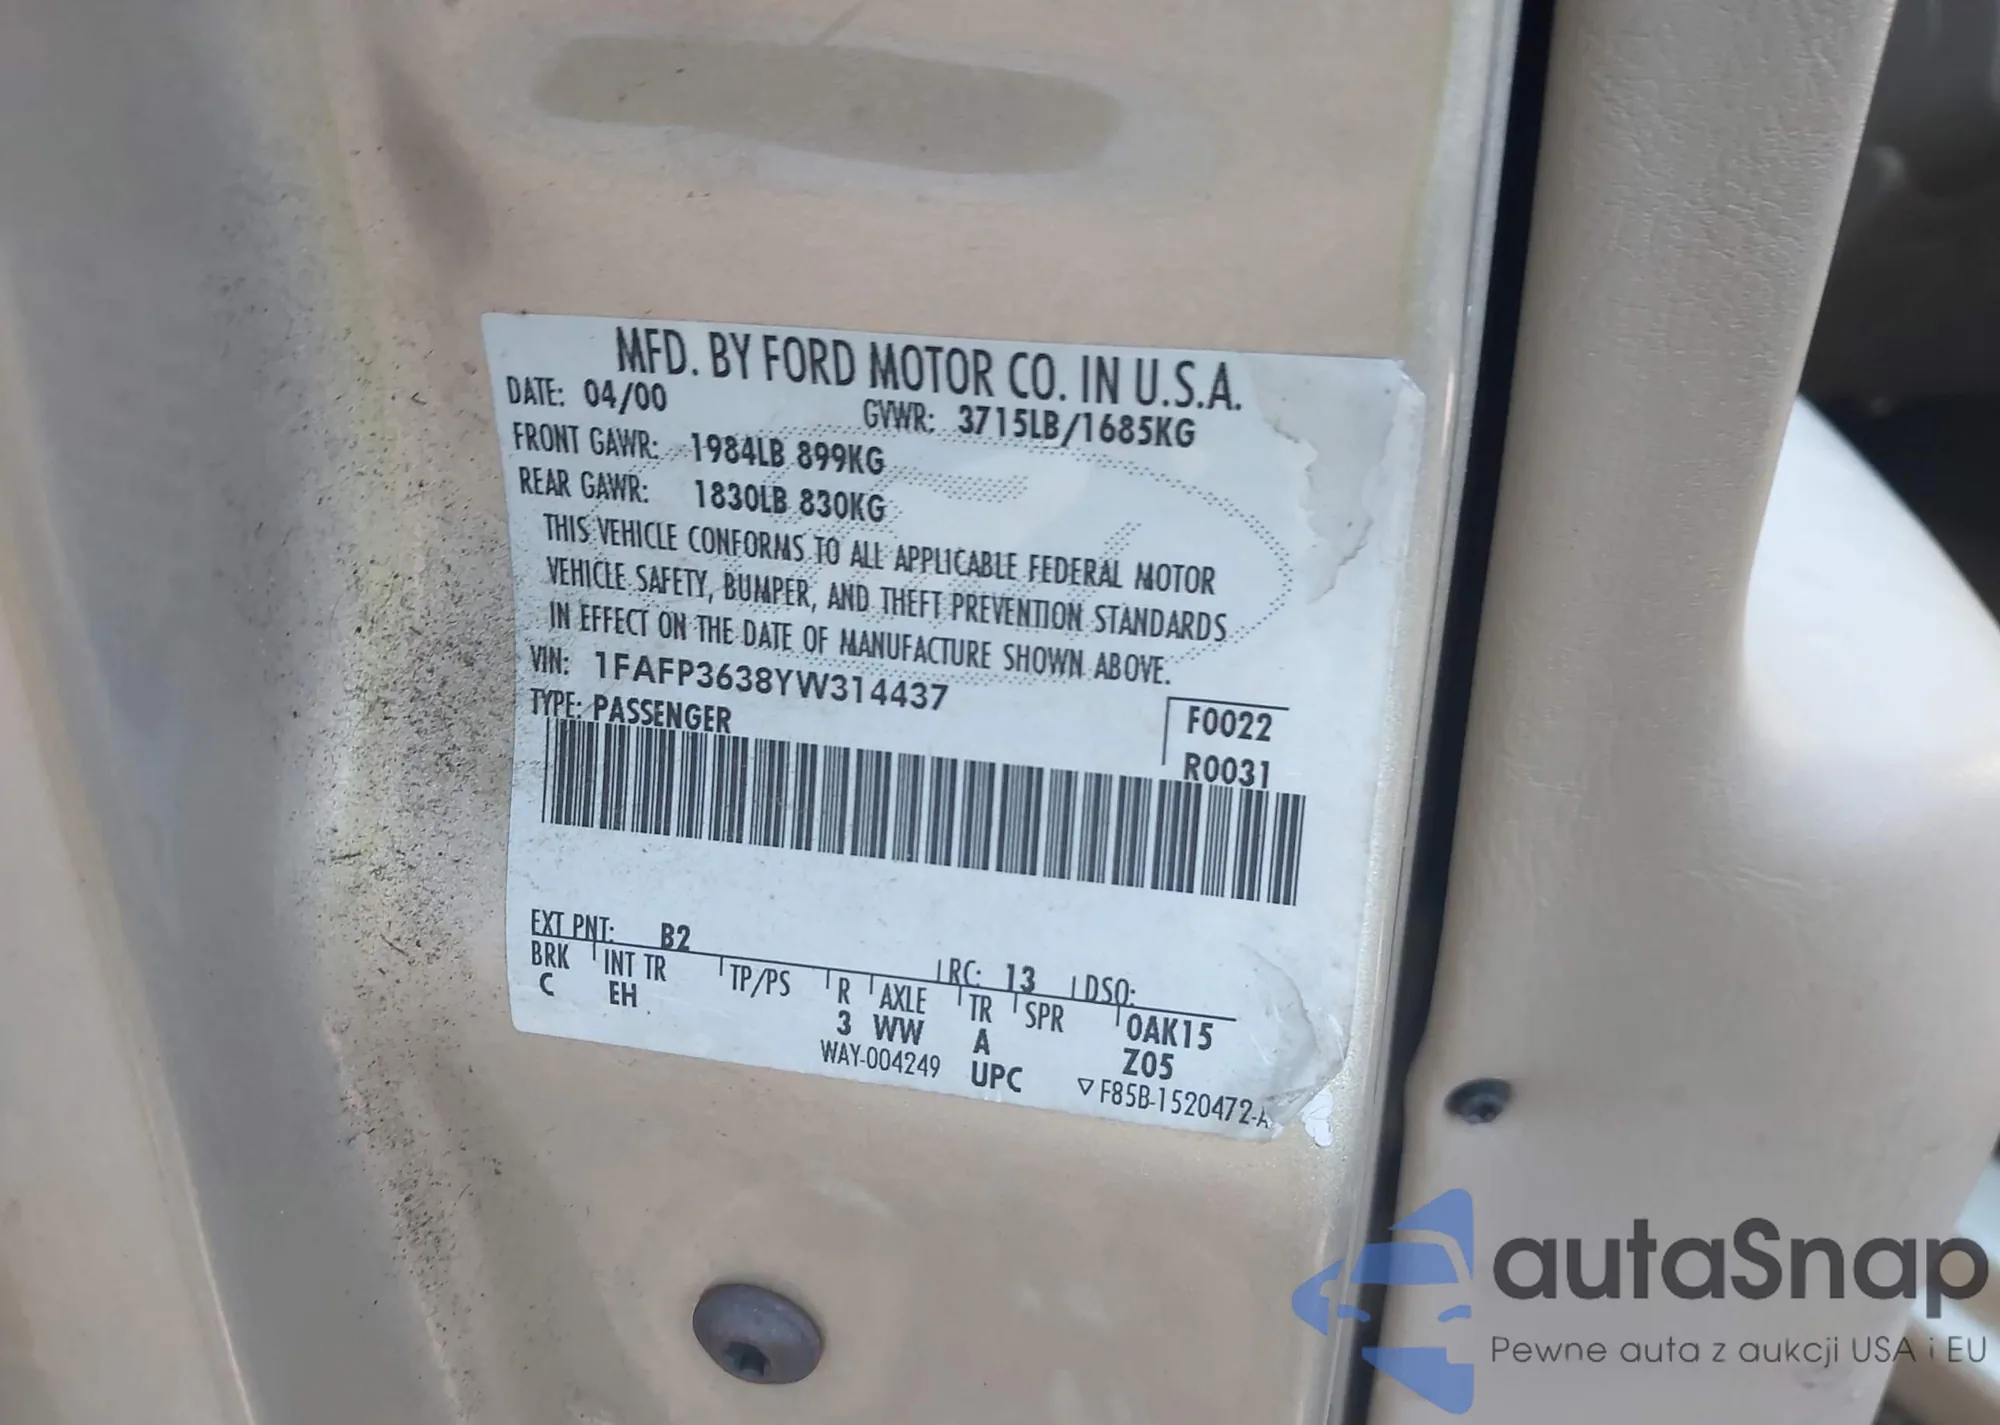 MFD. BY FORD MOTOR CO. IN U.S.A.
DATE: 04/00
GVWR: 3715LB/1685KG
FRONT GAWR: 1984LB 899KG
REAR GAWR: 1830LB 830KG
THIS VEHICLE CONFORMS TO ALL APPLICABLE FEDERAL MOTOR
VEHICLE SAFETY, BUMPER, AND THEFT PREVENTION STANDARDS
IN EFFECT ON THE DATE OF MANUFACTURE SHOWN ABOVE.
VIN: 1FAFP3638YW314437
TYPE: PASSENGER
F0022
R0031
EXT PNT: B2 RC: 13 DSO:
BRK INT TR TP/PS R AXLE TR SPR 0AK15
C EH 3 WW A Z05
WAY-004249 UPC ▽ F85B-1520472-A
autaSnap
Pewne auta z aukcji USA i EU